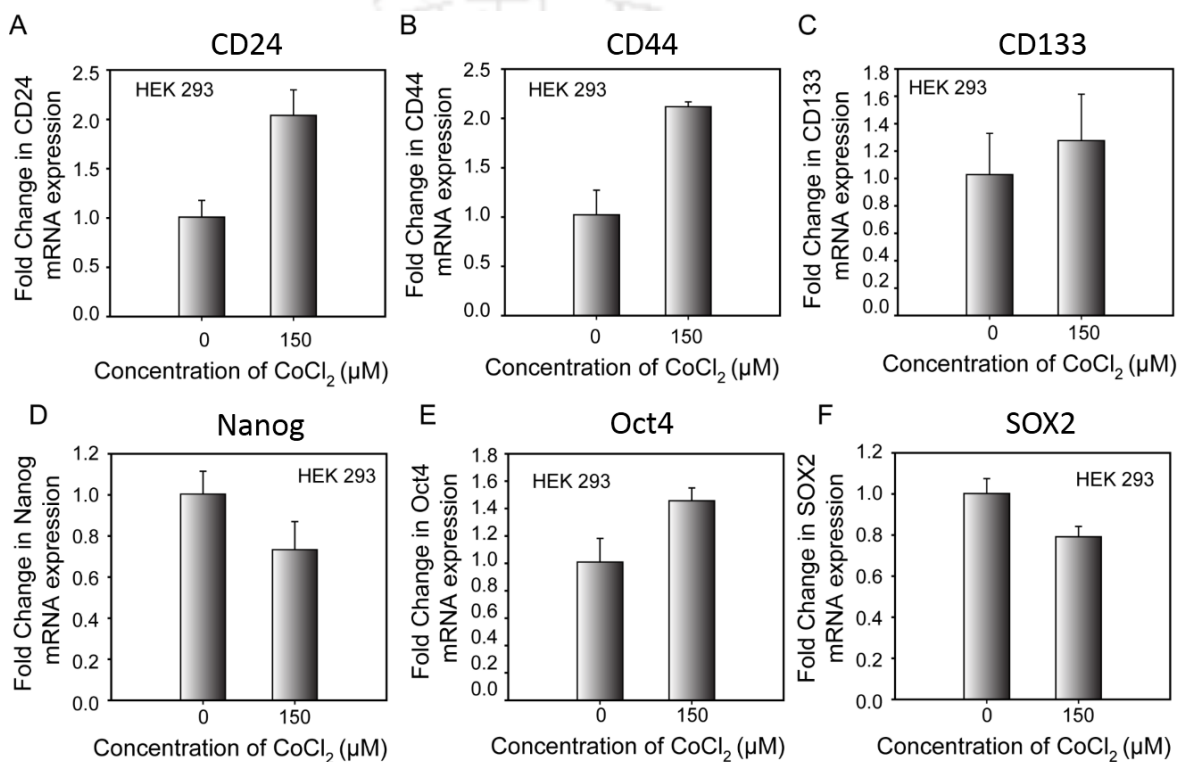 A
CD24
Fold Change in CD24
mRNA expression
2.5
2.0
1.5
1.0
0.5
0.0
HEK 293
0
150
Concentration of CoCl₂ (µM)
B
CD44
Fold Change in CD44
mRNA expression
2.5
2.0
1.5
1.0
0.5
0.0
HEK 293
0
150
Concentration of CoCl₂ (µM)
C
CD133
Fold Change in CD133
mRNA expression
1.8
1.6
1.4
1.2
1.0
0.8
0.6
0.4
0.2
0.0
HEK 293
0
150
Concentration of CoCl₂ (µM)
D
Nanog
Fold Change in Nanog
mRNA expression
1.2
1.0
0.8
0.6
0.4
0.2
0.0
HEK 293
0
150
Concentration of CoCl₂ (µM)
E
Oct4
Fold Change in Oct4
mRNA expression
1.8
1.6
1.4
1.2
1.0
0.8
0.6
0.4
0.2
0.0
HEK 293
0
150
Concentration of CoCl₂ (µM)
F
SOX2
Fold Change in SOX2
mRNA expression
1.2
1.0
0.8
0.6
0.4
0.2
0.0
HEK 293
0
150
Concentration of CoCl₂ (µM)